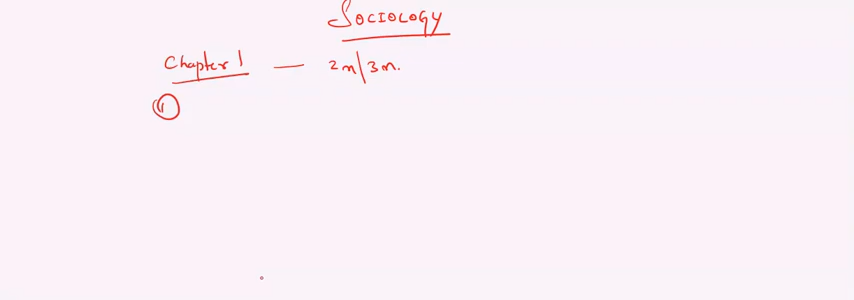 SOCIOLOGY
Chapter 1 — 2m/3m.
①